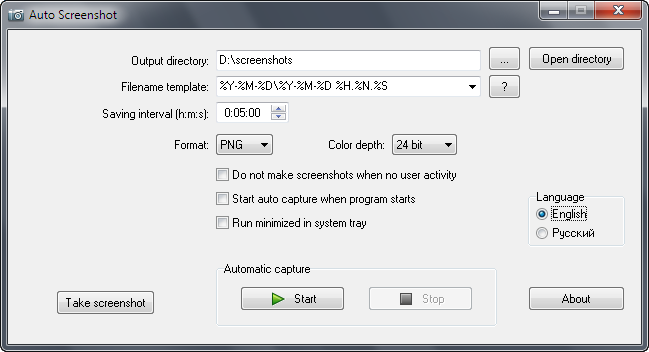 Auto Screenshot
Output directory: D:\screenshots ... Open directory
Filename template: %Y-%M-%D\%Y-%M-%D %H.%N.%S ?
Saving interval (h:m:s): 0:05:00
Format: PNG Color depth: 24 bit
Do not make screenshots when no user activity
Start auto capture when program starts
Run minimized in system tray
Language
English
Русский
Automatic capture
Take screenshot Start Stop About